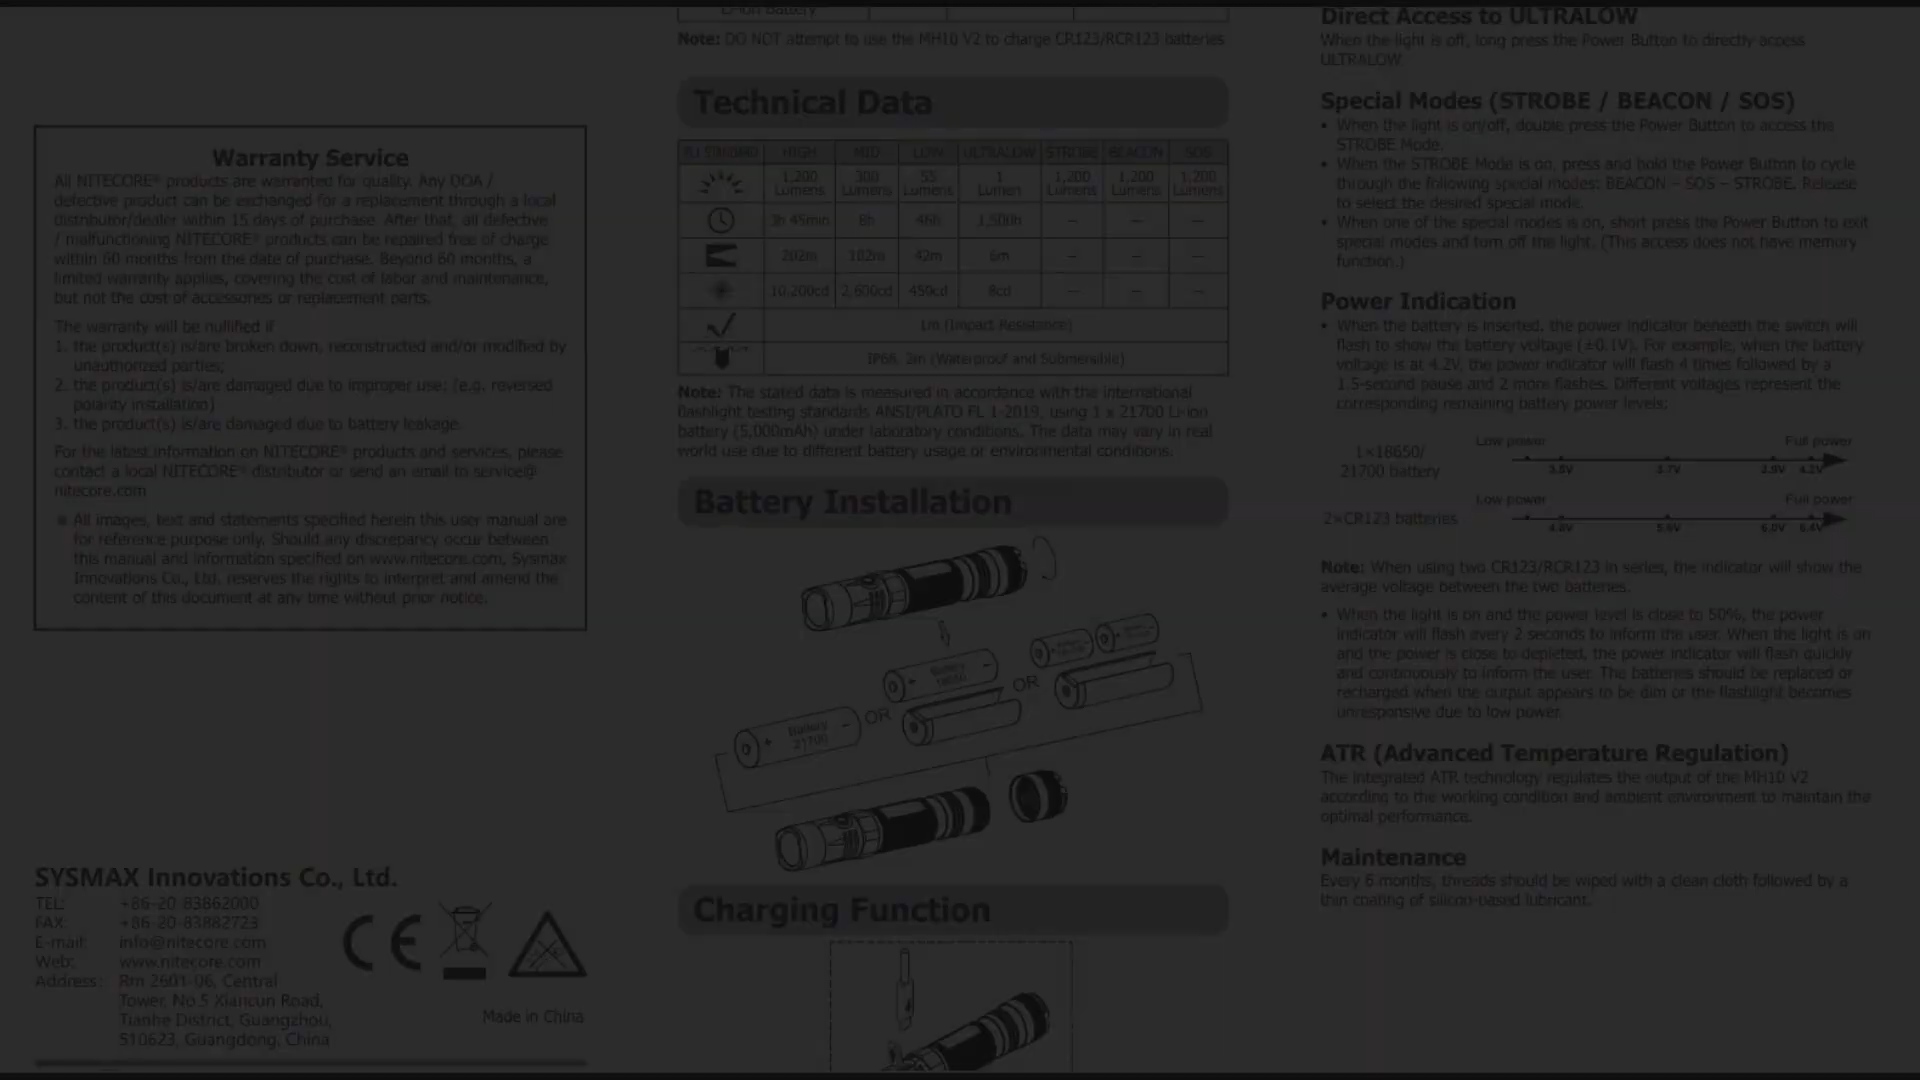 Warranty Service
All NITECORE® products are warranted for quality. Any DOA /
defective product can be exchanged for a replacement through a local
distributor/dealer within 15 days of purchase. After that, all defective
/ malfunctioning NITECORE® products can be repaired free of charge
within 60 months from the date of purchase. Beyond 60 months, a
limited warranty applies, covering the cost of labor and maintenance,
but not the cost of accessories or replacement parts.
The warranty will be nullified if
1. the product(s) is/are broken down, reconstructed and/or modified by
unauthorized parties;
2. the product(s) is/are damaged due to improper use; (e.g. reversed
polarity installation)
3. the product(s) is/are damaged due to battery leakage.
For the latest information on NITECORE® products and services, please
contact a local NITECORE® distributor or send an email to service@
nitecore.com
※ All images, text and statements specified herein this user manual are
for reference purpose only. Should any discrepancy occur between
this manual and information specified on www.nitecore.com, Sysmax
Innovations Co., Ltd. reserves the rights to interpret and amend the
content of this document at any time without prior notice.
SYSMAX Innovations Co., Ltd.
TEL: +86-20-83862000
FAX: +86-20-83882723
E-mail: info@nitecore.com
Web: www.nitecore.com
Address: Rm 2601-06, Central
Tower, No.5 Xiancun Road,
Tianhe District, Guangzhou,
510623, Guangdong, China
CE
Made in China
Li-ion Battery
Note: DO NOT attempt to use the MH10 V2 to charge CR123/RCR123 batteries
Technical Data
FL1 STANDARD HIGH MID LOW ULTRALOW STROBE BEACON SOS
1,200 Lumens 300 Lumens 55 Lumens 1 Lumen 1,200 Lumens 1,200 Lumens 1,200 Lumens
3h 45min 8h 46h 1,500h — — —
202m 102m 42m 6m — — —
10,200cd 2,600cd 450cd 8cd — — —
1m (Impact Resistance)
IP68, 2m (Waterproof and Submersible)
Note: The stated data is measured in accordance with the international
flashlight testing standards ANSI/PLATO FL 1-2019, using 1 x 21700 Li-ion
battery (5,000mAh) under laboratory conditions. The data may vary in real
world use due to different battery usage or environmental conditions.
Battery Installation
Battery 18650
OR
Battery 21700
OR
Charging Function
Direct Access to ULTRALOW
When the light is off, long press the Power Button to directly access
ULTRALOW.
Special Modes (STROBE / BEACON / SOS)
• When the light is on/off, double press the Power Button to access the
STROBE Mode.
• When the STROBE Mode is on, press and hold the Power Button to cycle
through the following special modes: BEACON – SOS – STROBE. Release
to select the desired special mode.
• When one of the special modes is on, short press the Power Button to exit
special modes and turn off the light. (This access does not have memory
function.)
Power Indication
• When the battery is inserted, the power indicator beneath the switch will
flash to show the battery voltage (±0.1V). For example, when the battery
voltage is at 4.2V, the power indicator will flash 4 times followed by a
1.5-second pause and 2 more flashes. Different voltages represent the
corresponding remaining battery power levels:
Low power Full power
1×18650/
21700 battery
3.7V 3.9V 4.2V
Low power Full power
2×CR123 batteries
6.0V 6.4V
Note: When using two CR123/RCR123 in series, the indicator will show the
average voltage between the two batteries.
• When the light is on and the power level is close to 50%, the power
indicator will flash every 2 seconds to inform the user. When the light is on
and the power is close to depleted, the power indicator will flash quickly
and continuously to inform the user. The batteries should be replaced or
recharged when the output appears to be dim or the flashlight becomes
unresponsive due to low power.
ATR (Advanced Temperature Regulation)
The integrated ATR technology regulates the output of the MH10 V2
according to the working condition and ambient environment to maintain the
optimal performance.
Maintenance
Every 6 months, threads should be wiped with a clean cloth followed by a
thin coating of silicon-based lubricant.